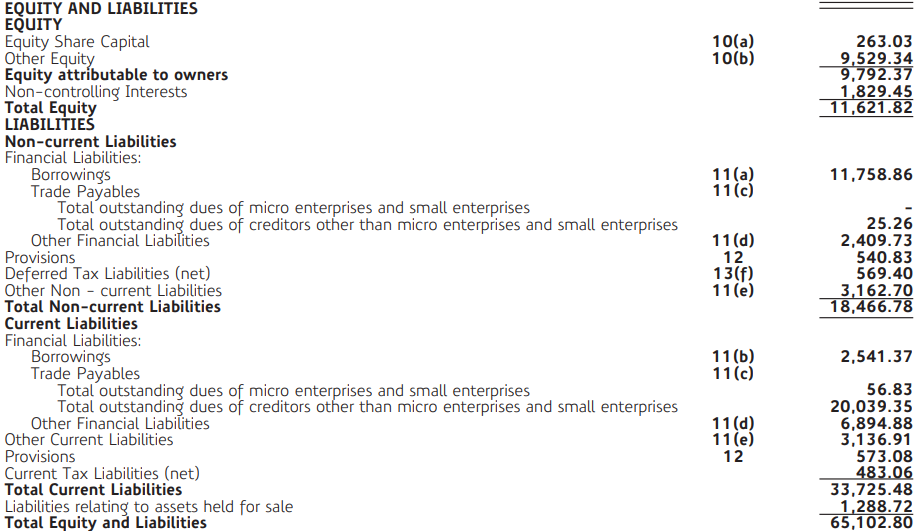 EQUITY AND LIABILITIES
EQUITY
Equity Share Capital 10(a) 263.03
Other Equity 10(b) 9,529.34
Equity attributable to owners 9,792.37
Non-controlling Interests 1,829.45
Total Equity 11,621.82
LIABILITIES
Non-current Liabilities
Financial Liabilities:
Borrowings 11(a) 11,758.86
Trade Payables 11(c)
Total outstanding dues of micro enterprises and small enterprises -
Total outstanding dues of creditors other than micro enterprises and small enterprises 25.26
Other Financial Liabilities 11(d) 2,409.73
Provisions 12 540.83
Deferred Tax Liabilities (net) 13(f) 569.40
Other Non - current Liabilities 11(e) 3,162.70
Total Non-current Liabilities 18,466.78
Current Liabilities
Financial Liabilities:
Borrowings 11(b) 2,541.37
Trade Payables 11(c)
Total outstanding dues of micro enterprises and small enterprises 56.83
Total outstanding dues of creditors other than micro enterprises and small enterprises 20,039.35
Other Financial Liabilities 11(d) 6,894.88
Other Current Liabilities 11(e) 3,136.91
Provisions 12 573.08
Current Tax Liabilities (net) 483.06
Total Current Liabilities 33,725.48
Liabilities relating to assets held for sale 1,288.72
Total Equity and Liabilities 65,102.80